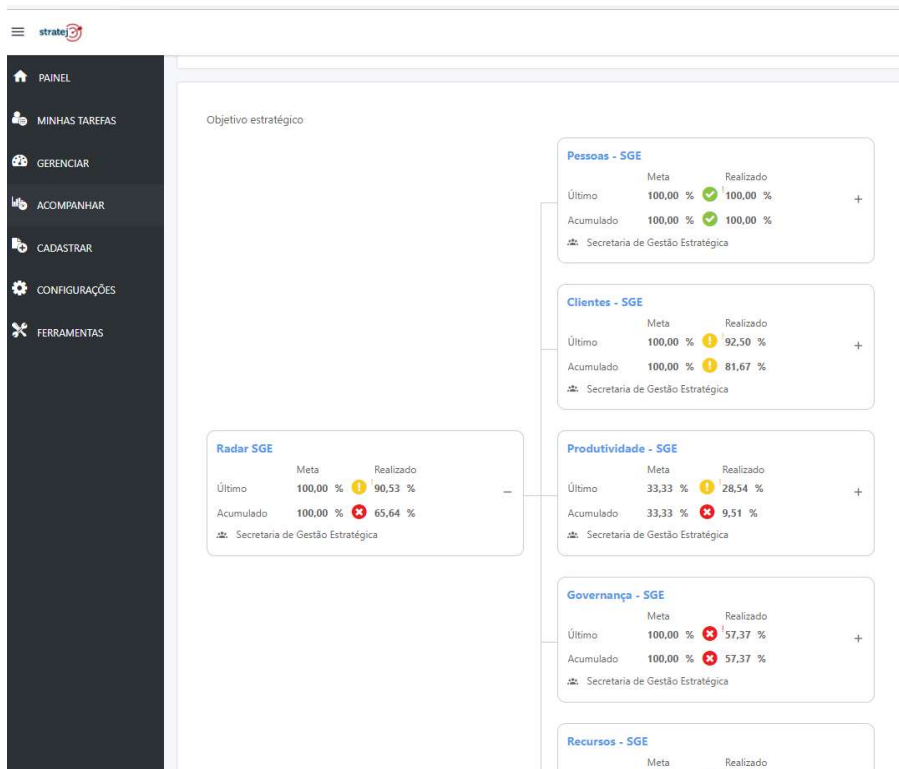 stratej
PAINEL
MINHAS TAREFAS
GERENCIAR
ACOMPANHAR
CADASTRAR
CONFIGURAÇÕES
FERRAMENTAS
Objetivo estratégico
Radar SGE
Meta Realizado
Último 100,00 % 90,53 %
Acumulado 100,00 % 65,64 %
Secretaria de Gestão Estratégica
Pessoas - SGE
Meta Realizado
Último 100,00 % 100,00 %
Acumulado 100,00 % 100,00 %
Secretaria de Gestão Estratégica
Clientes - SGE
Meta Realizado
Último 100,00 % 92,50 %
Acumulado 100,00 % 81,67 %
Secretaria de Gestão Estratégica
Produtividade - SGE
Meta Realizado
Último 33,33 % 28,54 %
Acumulado 33,33 % 9,51 %
Secretaria de Gestão Estratégica
Governança - SGE
Meta Realizado
Último 100,00 % 57,37 %
Acumulado 100,00 % 57,37 %
Secretaria de Gestão Estratégica
Recursos - SGE
Meta Realizado